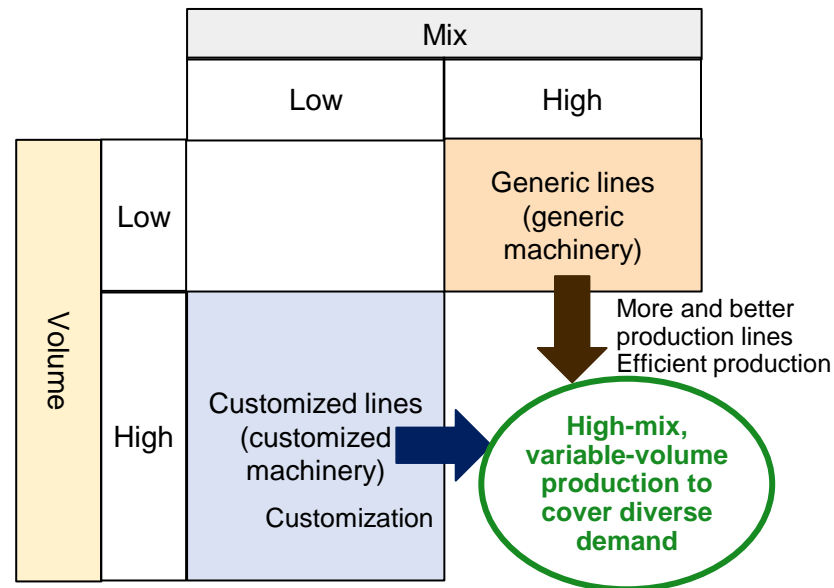 Mix
Low
High
Volume
Low
Generic lines
(generic
machinery)
More and better
production lines
Efficient production
High
Customized lines
(customized
machinery)
Customization
High-mix,
variable-volume
production to
cover diverse
demand